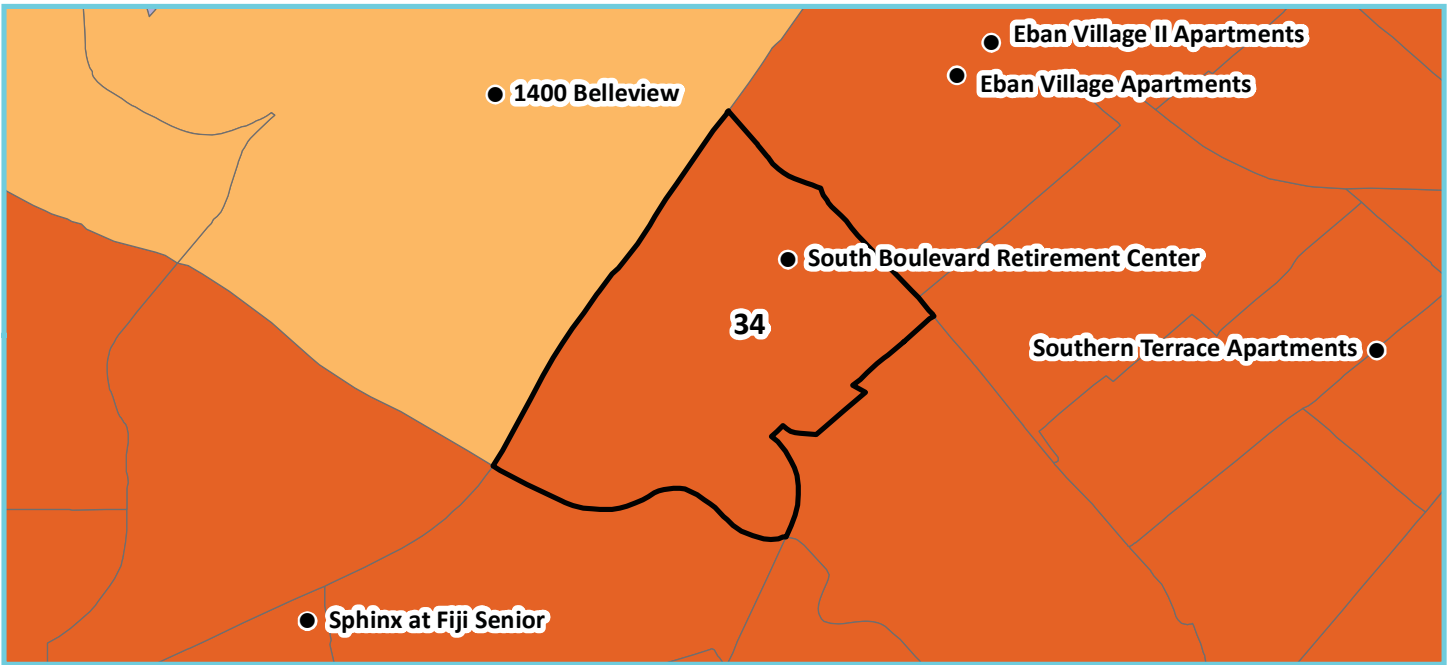 Eban Village II Apartments
Eban Village Apartments
1400 Belleview
South Boulevard Retirement Center
34
Southern Terrace Apartments
Sphinx at Fiji Senior